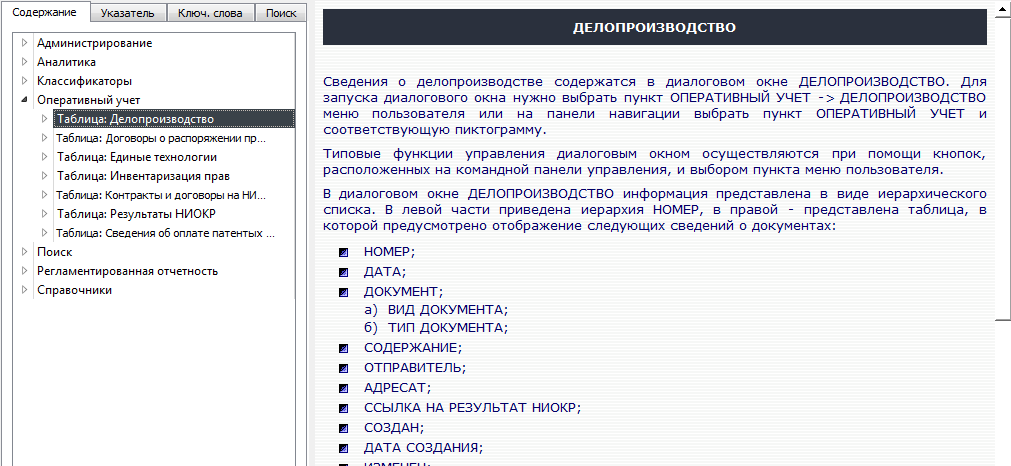 Содержание
Указатель
Ключ. слова
Поиск
Администрирование
Аналитика
Классификаторы
Оперативный учет
Таблица: Делопроизводство
Таблица: Договоры о распоряжении пр...
Таблица: Единые технологии
Таблица: Инвентаризация прав
Таблица: Контракты и договоры на НИ...
Таблица: Результаты НИОКР
Таблица: Сведения об оплате патентных ...
Поиск
Регламентированная отчетность
Справочники
ДЕЛОПРОИЗВОДСТВО
Сведения о делопроизводстве содержатся в диалоговом окне ДЕЛОПРОИЗВОДСТВО. Для
запуска диалогового окна нужно выбрать пункт ОПЕРАТИВНЫЙ УЧЕТ -> ДЕЛОПРОИЗВОДСТВО
меню пользователя или на панели навигации выбрать пункт ОПЕРАТИВНЫЙ УЧЕТ и
соответствующую пиктограмму.
Типовые функции управления диалоговым окном осуществляются при помощи кнопок,
расположенных на командной панели управления, и выбором пункта меню пользователя.
В диалоговом окне ДЕЛОПРОИЗВОДСТВО информация представлена в виде иерархического
списка. В левой части приведена иерархия НОМЕР, в правой - представлена таблица, в
которой предусмотрено отображение следующих сведений о документах:
НОМЕР;
ДАТА;
ДОКУМЕНТ;
а) ВИД ДОКУМЕНТА;
б) ТИП ДОКУМЕНТА;
СОДЕРЖАНИЕ;
ОТПРАВИТЕЛЬ;
АДРЕСАТ;
ССЫЛКА НА РЕЗУЛЬТАТ НИОКР;
СОЗДАН;
ДАТА СОЗДАНИЯ;
ИЗМЕНЕН;